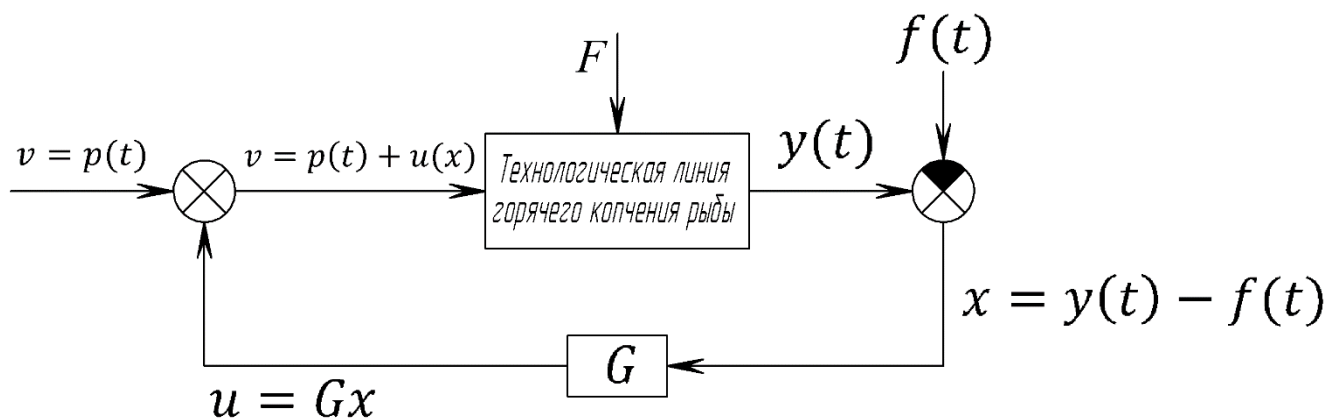 f(t)
F
v = p(t)
v = p(t) + u(x)
Технологическая линия
горячего копчения рыбы
y(t)
x = y(t) − f(t)
G
u = Gx